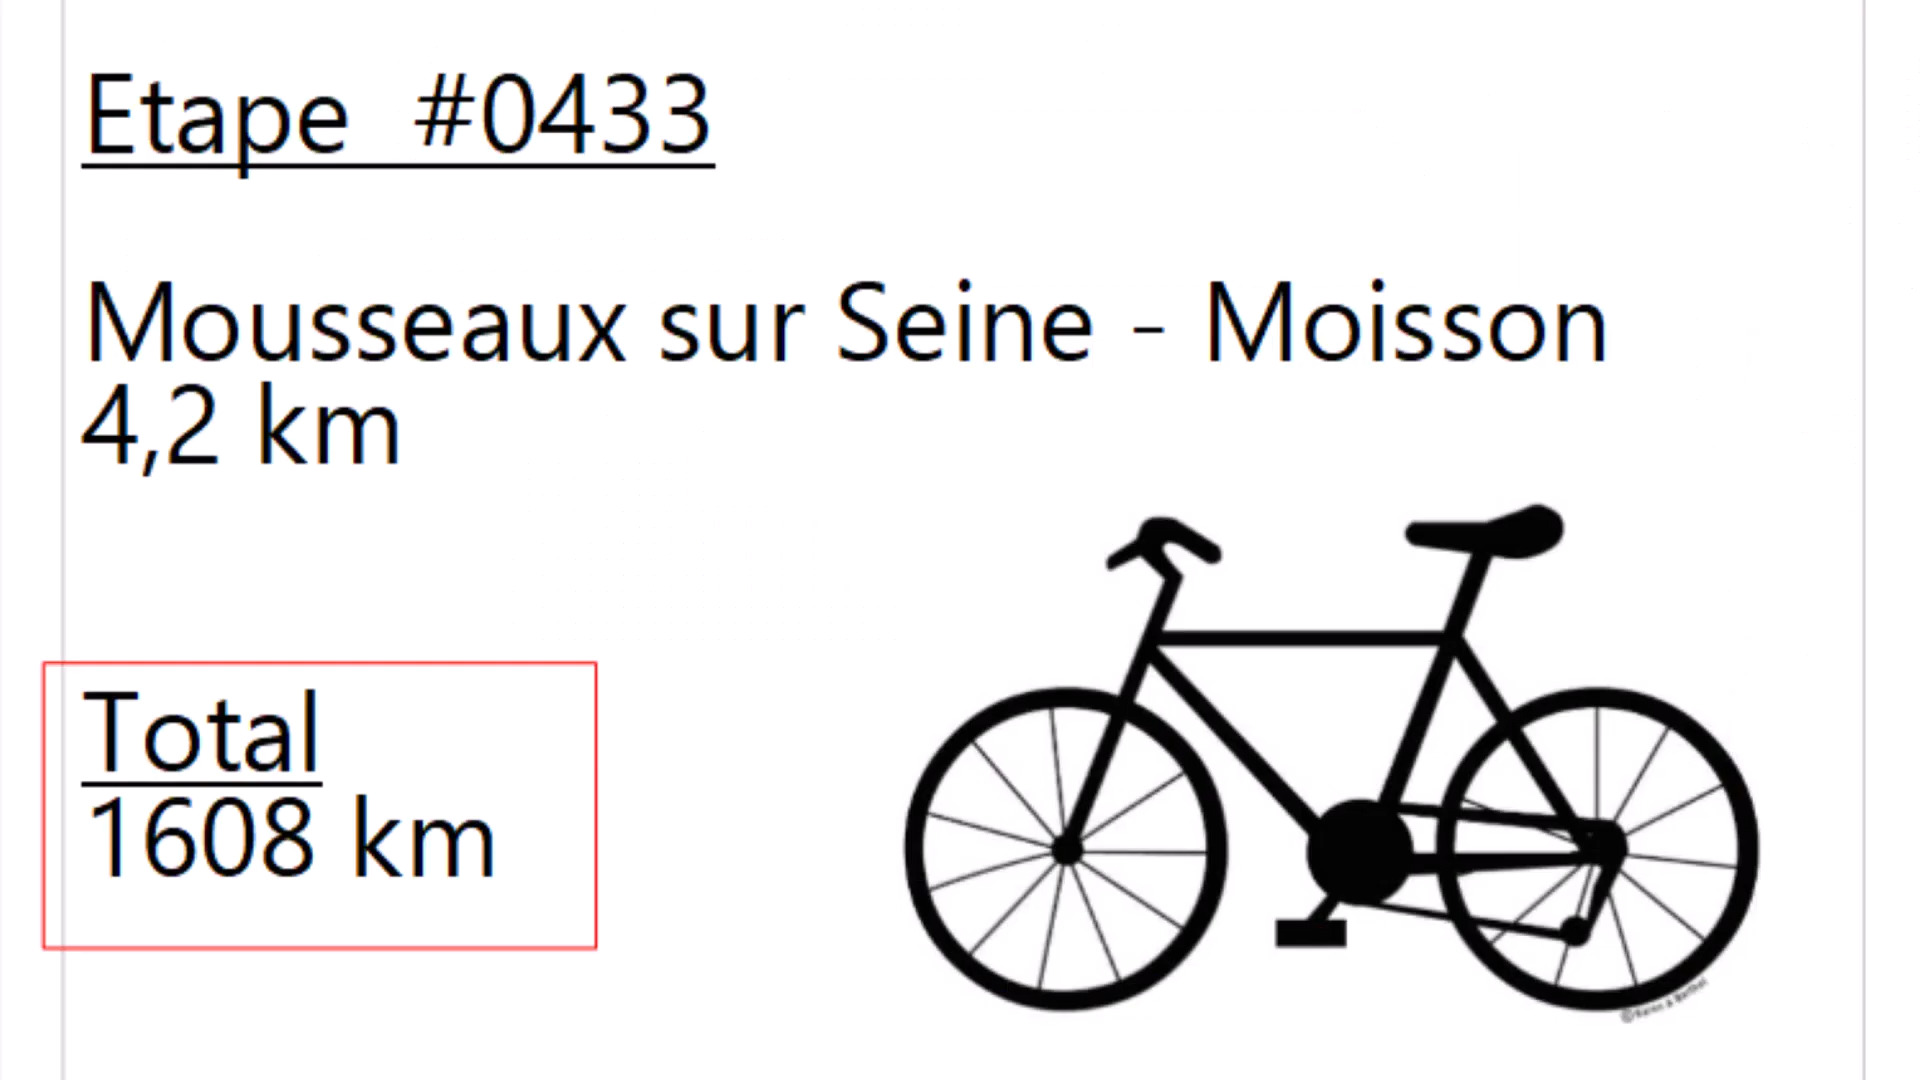 Etape  #0433
Mousseaux sur Seine - Moisson
4,2 km
Total
1608 km